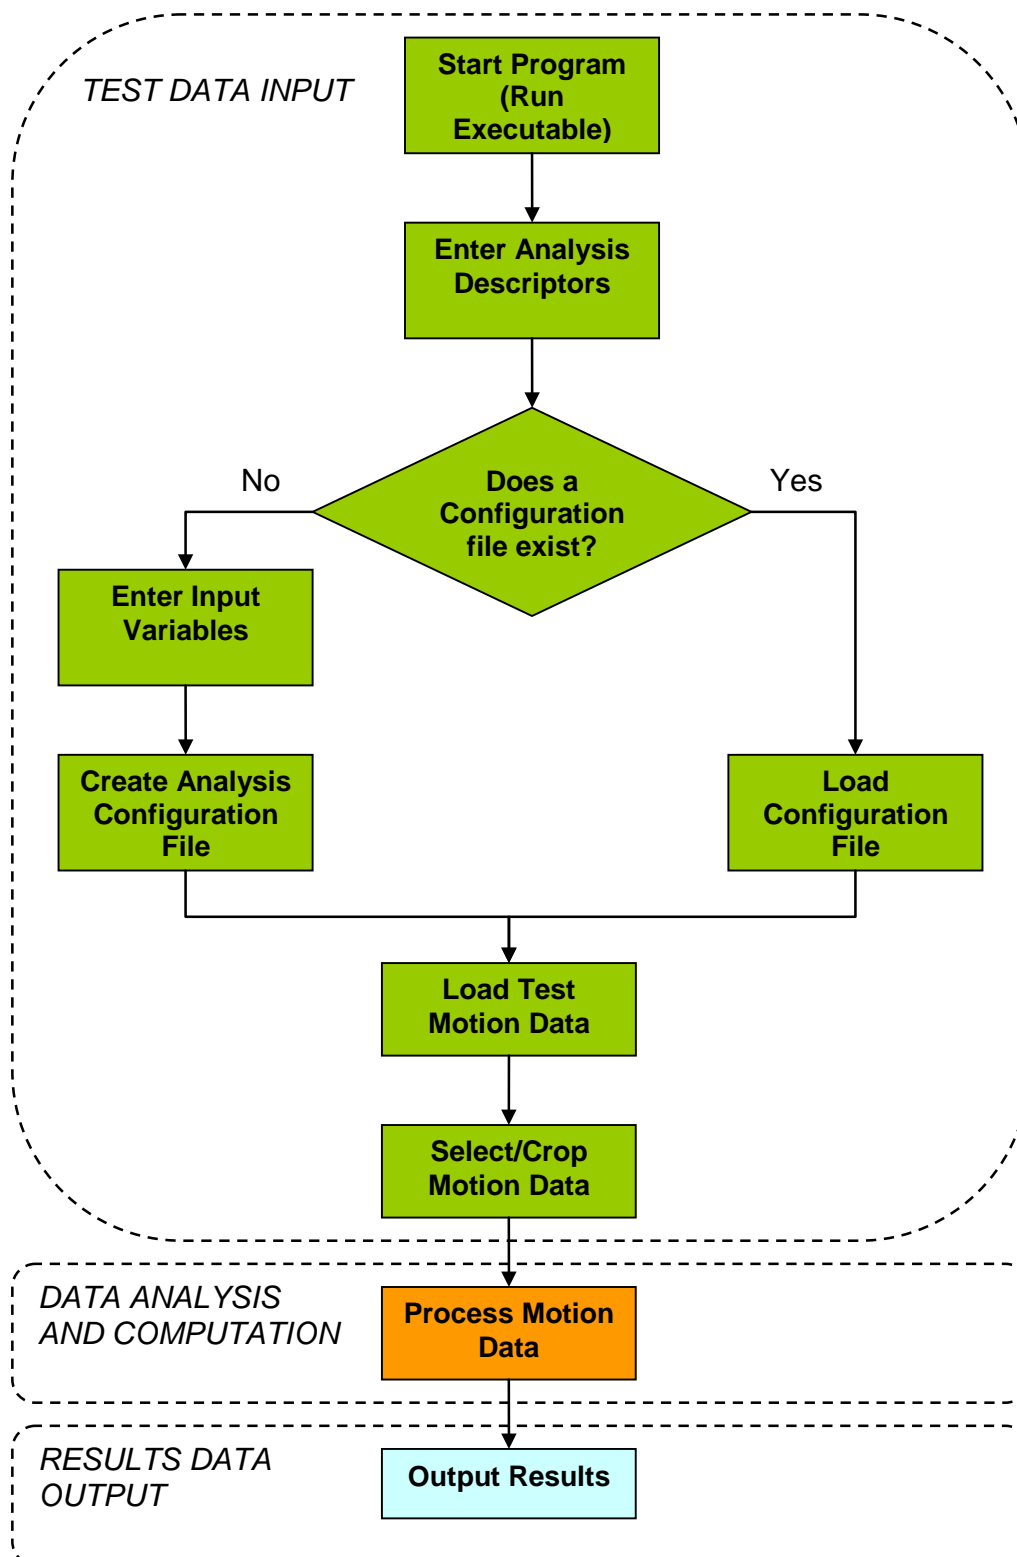 TEST DATA INPUT
Start Program
(Run
Executable)
Enter Analysis
Descriptors
Does a
Configuration
file exist?
No
Yes
Enter Input
Variables
Create Analysis
Configuration
File
Load
Configuration
File
Load Test
Motion Data
Select/Crop
Motion Data
DATA ANALYSIS
AND COMPUTATION
Process Motion
Data
RESULTS DATA
OUTPUT
Output Results